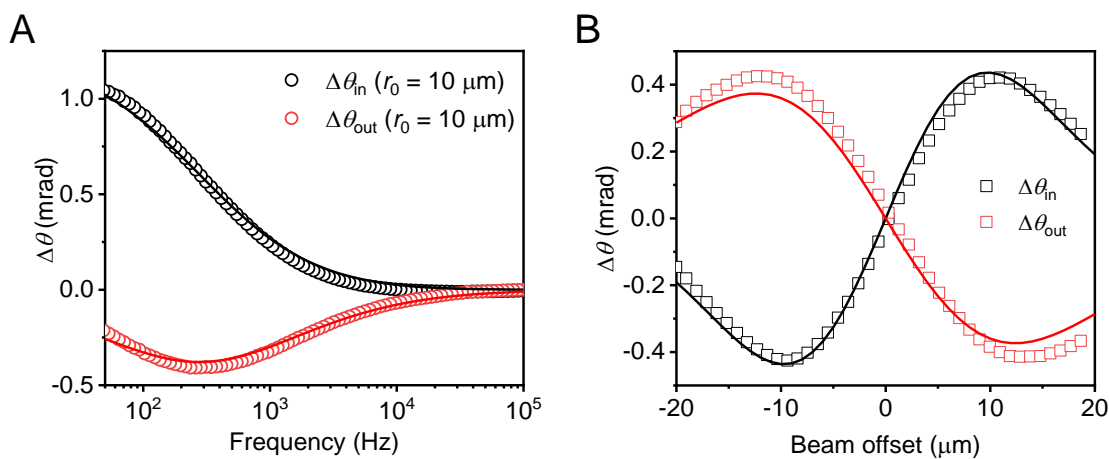 A
Δθin (r0 = 10 μm)
Δθout (r0 = 10 μm)
1.0
0.5
0.0
-0.5
Δθ (mrad)
10²
10³
10⁴
10⁵
Frequency (Hz)
B
0.4
0.2
0.0
-0.2
-0.4
Δθ (mrad)
Δθin
Δθout
-20
-10
0
10
20
Beam offset (μm)